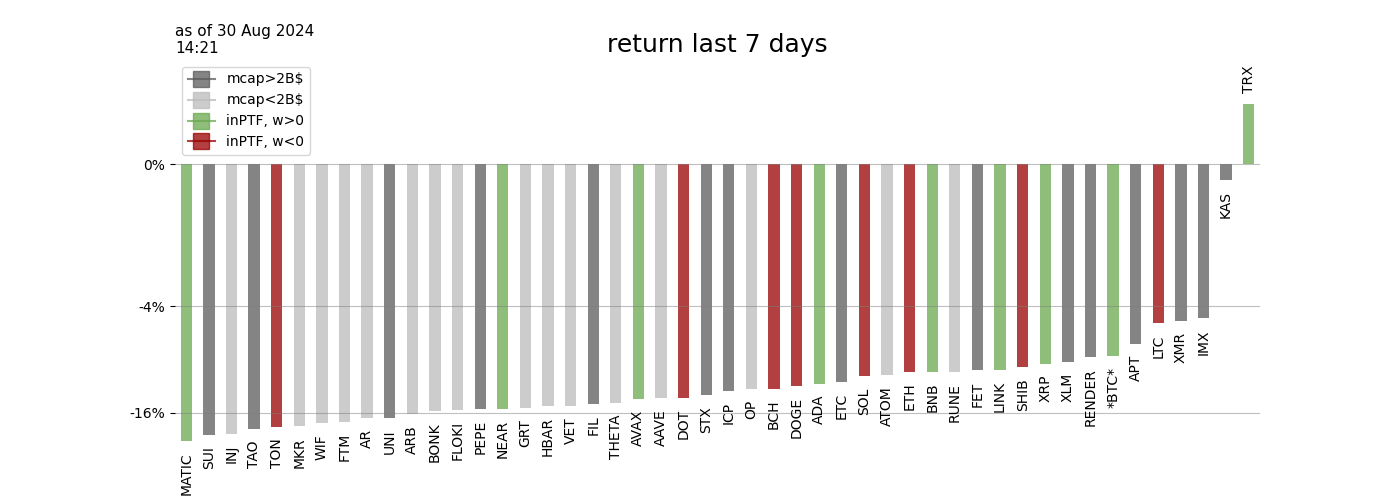 as of 30 Aug 2024
14:21
return last 7 days
mcap>2B$
mcap<2B$
inPTF, w>0
inPTF, w<0
0%
-4%
-16%
MATIC
SUI
INJ
TAO
TON
MKR
WIF
FTM
AR
UNI
ARB
BONK
FLOKI
PEPE
NEAR
GRT
HBAR
VET
FIL
THETA
AVAX
AAVE
DOT
STX
ICP
OP
BCH
DOGE
ADA
ETC
SOL
ATOM
ETH
BNB
RUNE
FET
LINK
SHIB
XRP
XLM
RENDER
*BTC*
APT
LTC
XMR
IMX
KAS
TRX